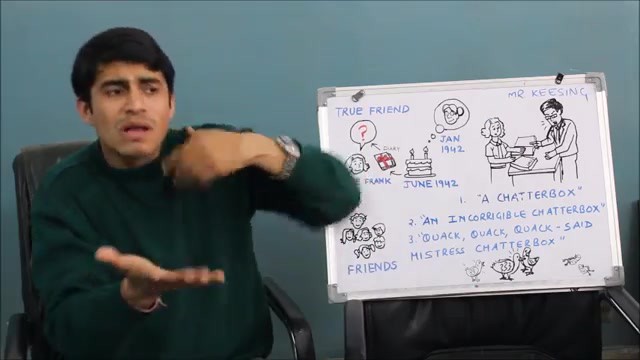 TRUE FRIEND
MR KEESING
?
DIARY
JAN
1942
FRANK
JUNE 1942
1. "A CHATTERBOX"
2. "AN INCORRIGIBLE CHATTERBOX"
3. "QUACK, QUACK, QUACK - SAID
MISTRESS CHATTERBOX"
FRIENDS